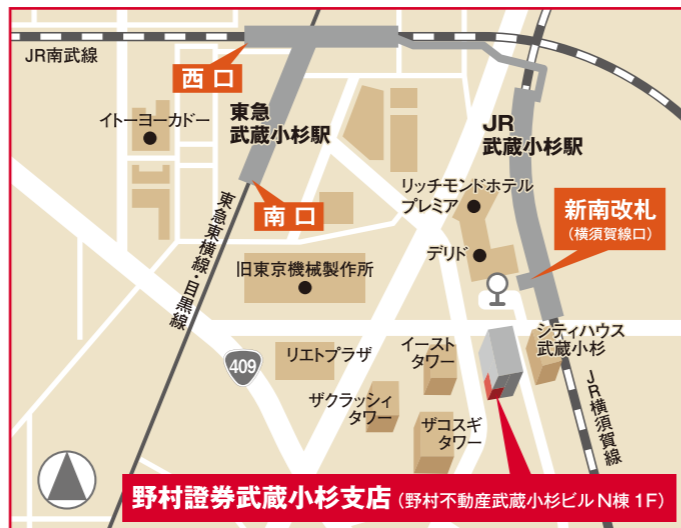 JR南武線
西 口
イトーヨーカドー
東急
武蔵小杉駅
JR
武蔵小杉駅
リッチモンドホテル
プレミア
新南改札
(横須賀線口)
南 口
東急東横線・目黒線
デリド
旧東京機械製作所
シティハウス
武蔵小杉
リエトプラザ
イースト
タワー
409
ザクラッシィ
タワー
ザコスギ
タワー
JR横須賀線
野村證券武蔵小杉支店(野村不動産武蔵小杉ビルN棟1F)